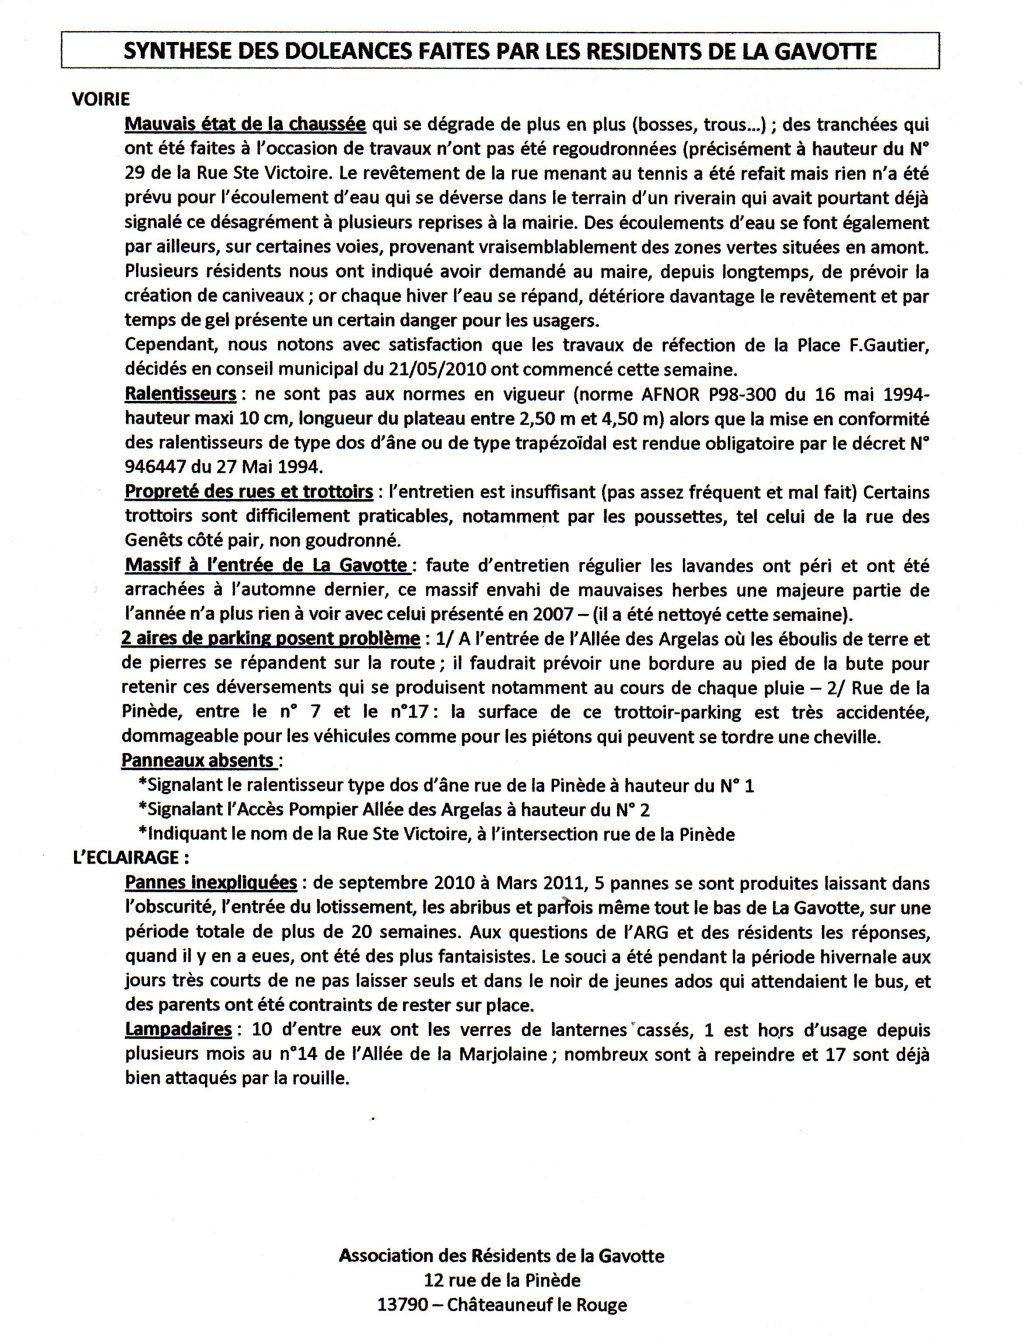 SYNTHESE DES DOLEANCES FAITES PAR LES RESIDENTS DE LA GAVOTTE
VOIRIE
Mauvais état de la chaussée qui se dégrade de plus en plus (bosses, trous...) ; des tranchées qui
ont été faites à l'occasion de travaux n'ont pas été regoudronnées (précisément à hauteur du N°
29 de la Rue Ste Victoire. Le revêtement de la rue menant au tennis a été refait mais rien n'a été
prévu pour l'écoulement d'eau qui se déverse dans le terrain d'un riverain qui avait pourtant déjà
signalé ce désagrément à plusieurs reprises à la mairie. Des écoulements d'eau se font également
par ailleurs, sur certaines voies, provenant vraisemblablement des zones vertes situées en amont.
Plusieurs résidents nous ont indiqué avoir demandé au maire, depuis longtemps, de prévoir la
création de caniveaux ; or chaque hiver l'eau se répand, détériore davantage le revêtement et par
temps de gel présente un certain danger pour les usagers.
Cependant, nous notons avec satisfaction que les travaux de réfection de la Place F.Gautier,
décidés en conseil municipal du 21/05/2010 ont commencé cette semaine.
Ralentisseurs : ne sont pas aux normes en vigueur (norme AFNOR P98-300 du 16 mai 1994-
hauteur maxi 10 cm, longueur du plateau entre 2,50 m et 4,50 m) alors que la mise en conformité
des ralentisseurs de type dos d'âne ou de type trapézoïdal est rendue obligatoire par le décret N°
946447 du 27 Mai 1994.
Propreté des rues et trottoirs : l'entretien est insuffisant (pas assez fréquent et mal fait) Certains
trottoirs sont difficilement praticables, notamment par les poussettes, tel celui de la rue des
Genêts côté pair, non goudronné.
Massif à l'entrée de La Gavotte : faute d'entretien régulier les lavandes ont péri et ont été
arrachées à l'automne dernier, ce massif envahi de mauvaises herbes une majeure partie de
l'année n'a plus rien à voir avec celui présenté en 2007 – (il a été nettoyé cette semaine).
2 aires de parking posent problème : 1/ A l'entrée de l'Allée des Argelas où les éboulis de terre et
de pierres se répandent sur la route ; il faudrait prévoir une bordure au pied de la bute pour
retenir ces déversements qui se produisent notamment au cours de chaque pluie – 2/ Rue de la
Pinède, entre le n° 7 et le n°17 : la surface de ce trottoir-parking est très accidentée,
dommageable pour les véhicules comme pour les piétons qui peuvent se tordre une cheville.
Panneaux absents :
*Signalant le ralentisseur type dos d'âne rue de la Pinède à hauteur du N° 1
*Signalant l'Accès Pompier Allée des Argelas à hauteur du N° 2
*Indiquant le nom de la Rue Ste Victoire, à l'intersection rue de la Pinède
L'ECLAIRAGE :
Pannes inexpliquées : de septembre 2010 à Mars 2011, 5 pannes se sont produites laissant dans
l'obscurité, l'entrée du lotissement, les abribus et parfois même tout le bas de La Gavotte, sur une
période totale de plus de 20 semaines. Aux questions de l'ARG et des résidents les réponses,
quand il y en a eues, ont été des plus fantaisistes. Le souci a été pendant la période hivernale aux
jours très courts de ne pas laisser seuls et dans le noir de jeunes ados qui attendaient le bus, et
des parents ont été contraints de rester sur place.
Lampadaires : 10 d'entre eux ont les verres de lanternes cassés, 1 est hors d'usage depuis
plusieurs mois au n°14 de l'Allée de la Marjolaine ; nombreux sont à repeindre et 17 sont déjà
bien attaqués par la rouille.
Association des Résidents de la Gavotte
12 rue de la Pinède
13790 – Châteauneuf le Rouge